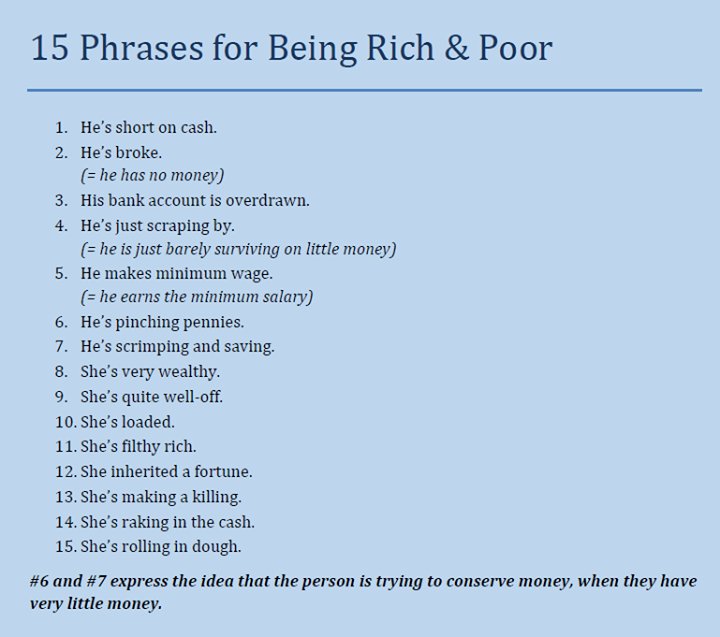 15 Phrases for Being Rich & Poor
1. He's short on cash.
2. He's broke.
(= he has no money)
3. His bank account is overdrawn.
4. He's just scraping by.
(= he is just barely surviving on little money)
5. He makes minimum wage.
(= he earns the minimum salary)
6. He's pinching pennies.
7. He's scrimping and saving.
8. She's very wealthy.
9. She's quite well-off.
10. She's loaded.
11. She's filthy rich.
12. She inherited a fortune.
13. She's making a killing.
14. She's raking in the cash.
15. She's rolling in dough.
#6 and #7 express the idea that the person is trying to conserve money, when they have
very little money.